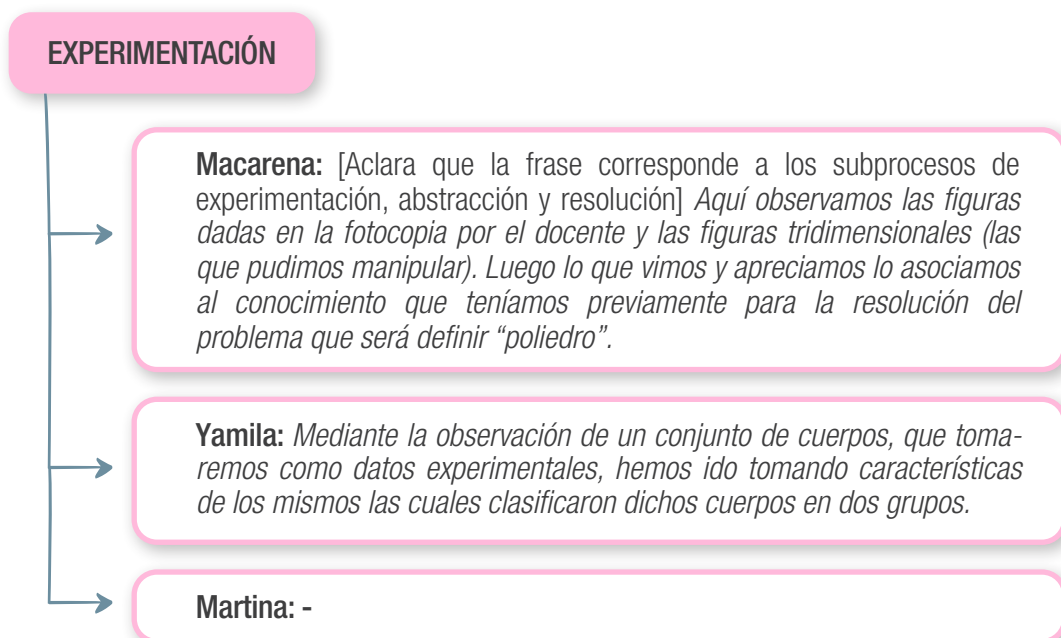 EXPERIMENTACIÓN
Macarena: [Aclara que la frase corresponde a los subprocesos de
experimentación, abstracción y resolución] Aquí observamos las figuras
dadas en la fotocopia por el docente y las figuras tridimensionales (las
que pudimos manipular). Luego lo que vimos y apreciamos lo asociamos
al conocimiento que teníamos previamente para la resolución del
problema que será definir “poliedro”.
Yamila: Mediante la observación de un conjunto de cuerpos, que toma-
remos como datos experimentales, hemos ido tomando características
de los mismos las cuales clasificaron dichos cuerpos en dos grupos.
Martina: -